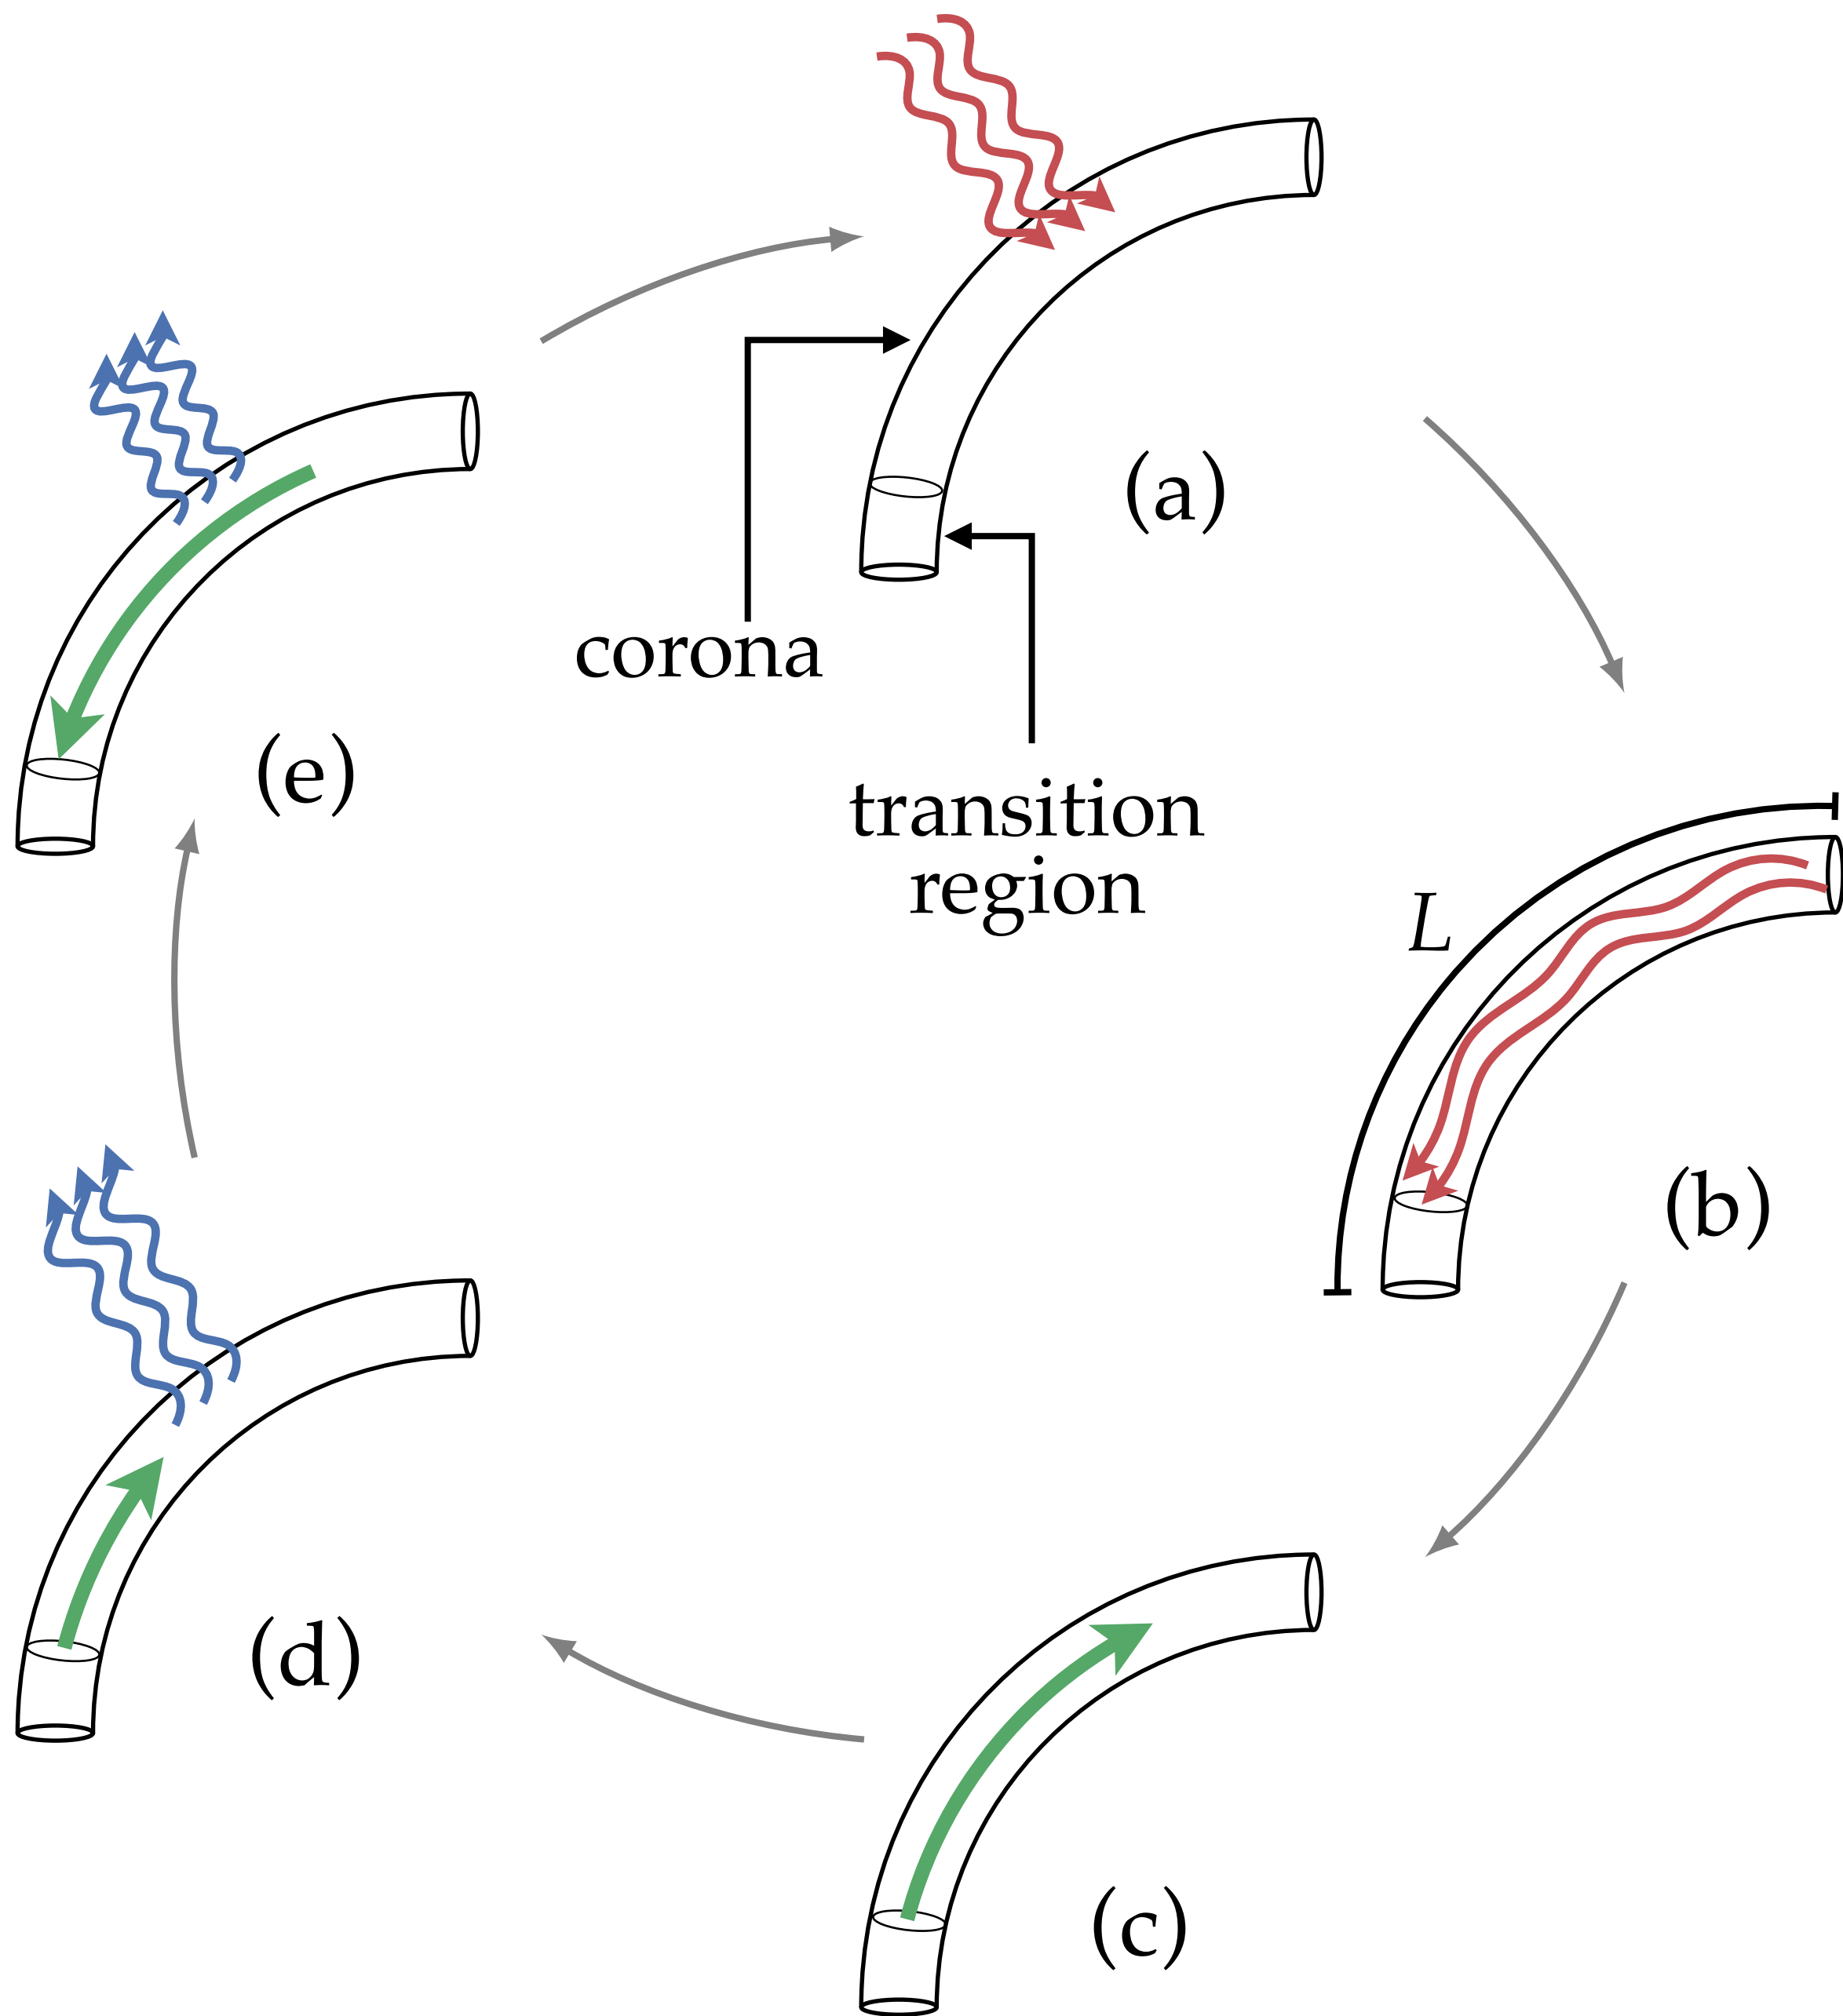 (a)
corona
(e)
transition
region
L
(b)
(d)
(c)